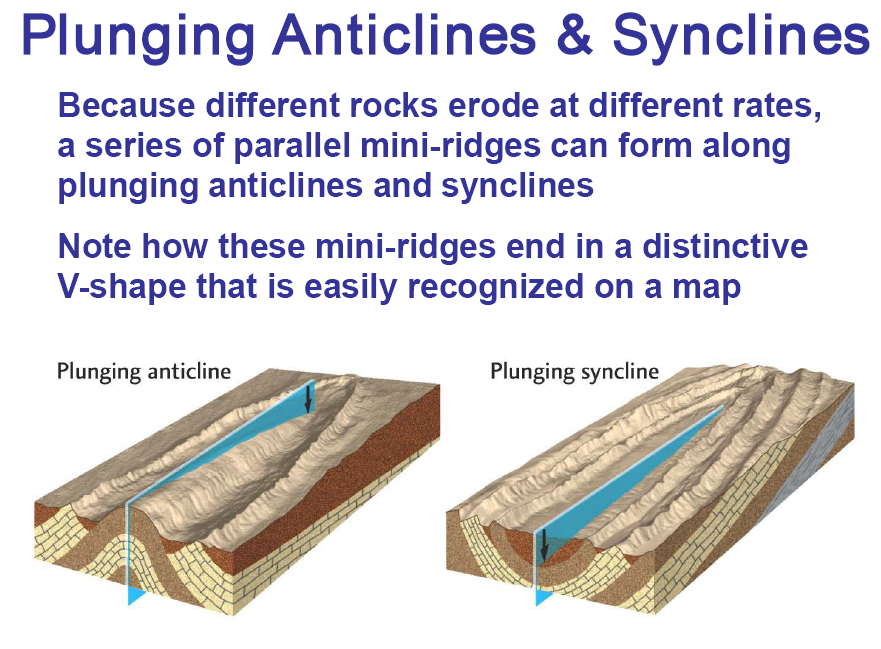 Plunging Anticlines & Synclines
Because different rocks erode at different rates,
a series of parallel mini-ridges can form along
plunging anticlines and synclines
Note how these mini-ridges end in a distinctive
V-shape that is easily recognized on a map
Plunging anticline
Plunging syncline